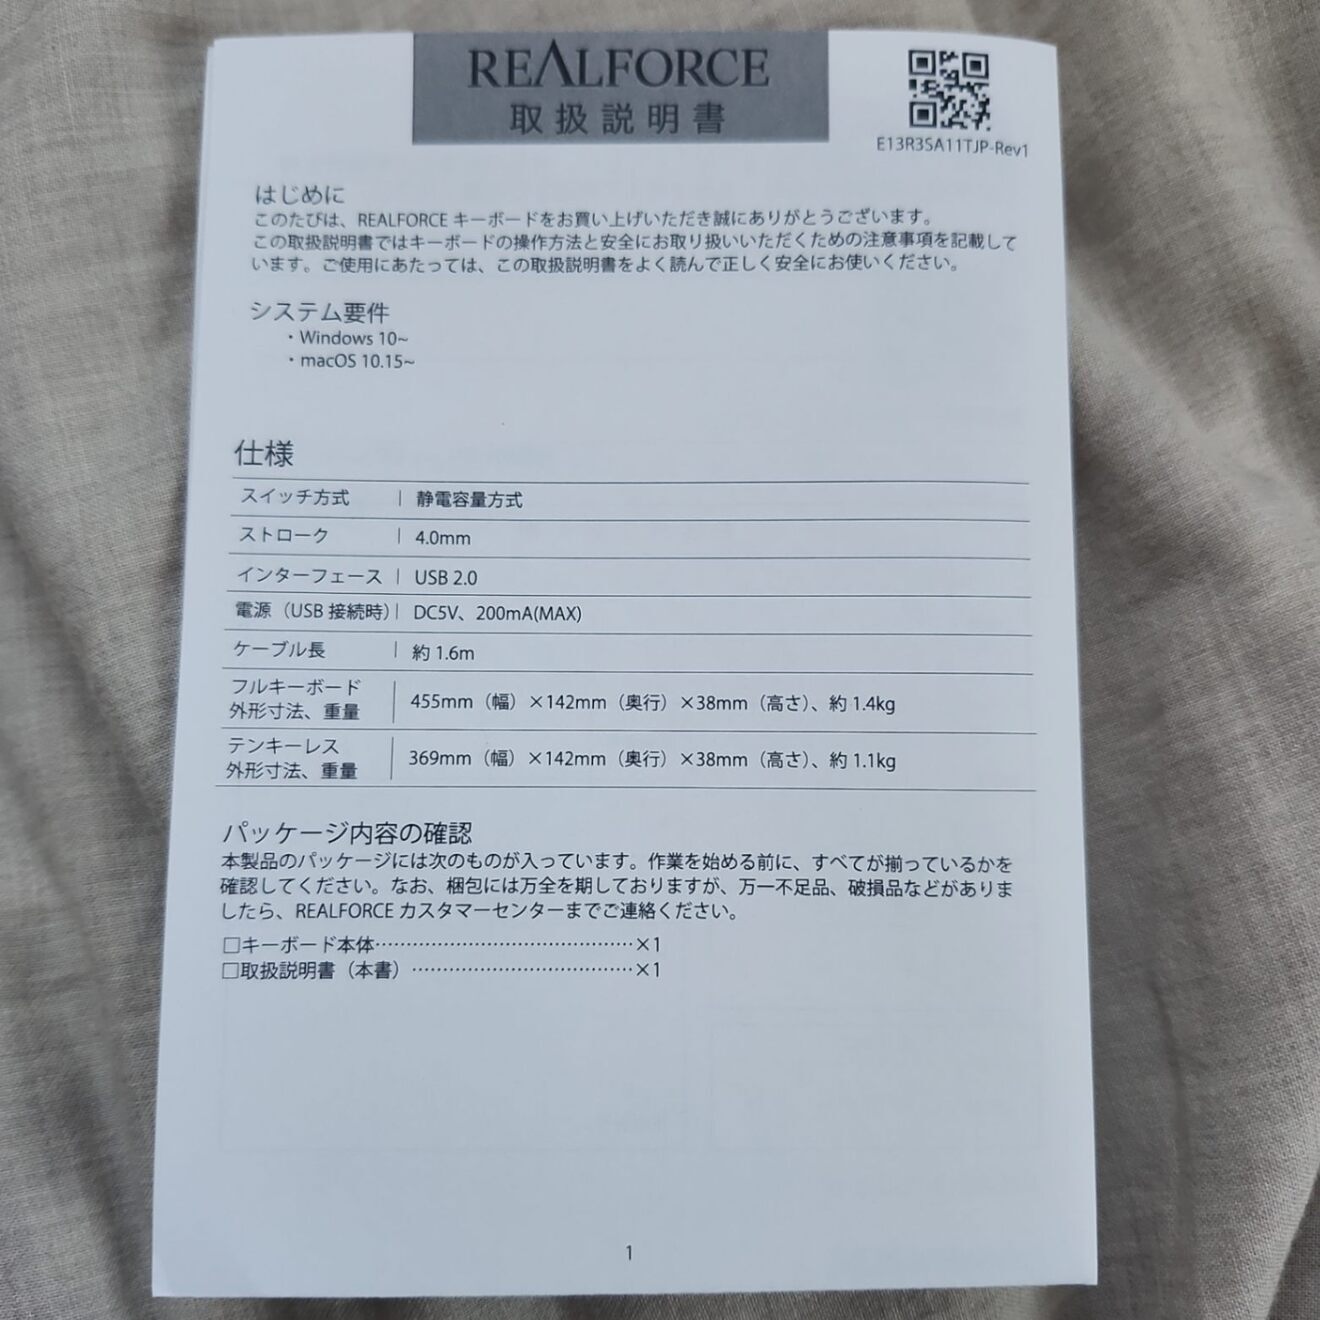 REALFORCE
取扱説明書
E13R3SA11TJP-Rev1
はじめに
このたびは、REALFORCE キーボードをお買い上げいただき誠にありがとうございます。
この取扱説明書ではキーボードの操作方法と安全にお取り扱いいただくための注意事項を記載して
います。ご使用にあたっては、この取扱説明書をよく読んで正しく安全にお使いください。
システム要件
・Windows 10~
・macOS 10.15~
仕様
スイッチ方式 | 静電容量方式
ストローク | 4.0mm
インターフェース | USB 2.0
電源（USB 接続時）| DC5V、200mA(MAX)
ケーブル長 | 約 1.6m
フルキーボード
外形寸法、重量
455mm（幅）×142mm（奥行）×38mm（高さ）、約 1.4kg
テンキーレス
外形寸法、重量
369mm（幅）×142mm（奥行）×38mm（高さ）、約 1.1kg
パッケージ内容の確認
本製品のパッケージには次のものが入っています。作業を始める前に、すべてが揃っているかを
確認してください。なお、梱包には万全を期しておりますが、万一不足品、破損品などがありま
したら、REALFORCE カスタマーセンターまでご連絡ください。
□キーボード本体……………………………………×1
□取扱説明書（本書）………………………………×1
1